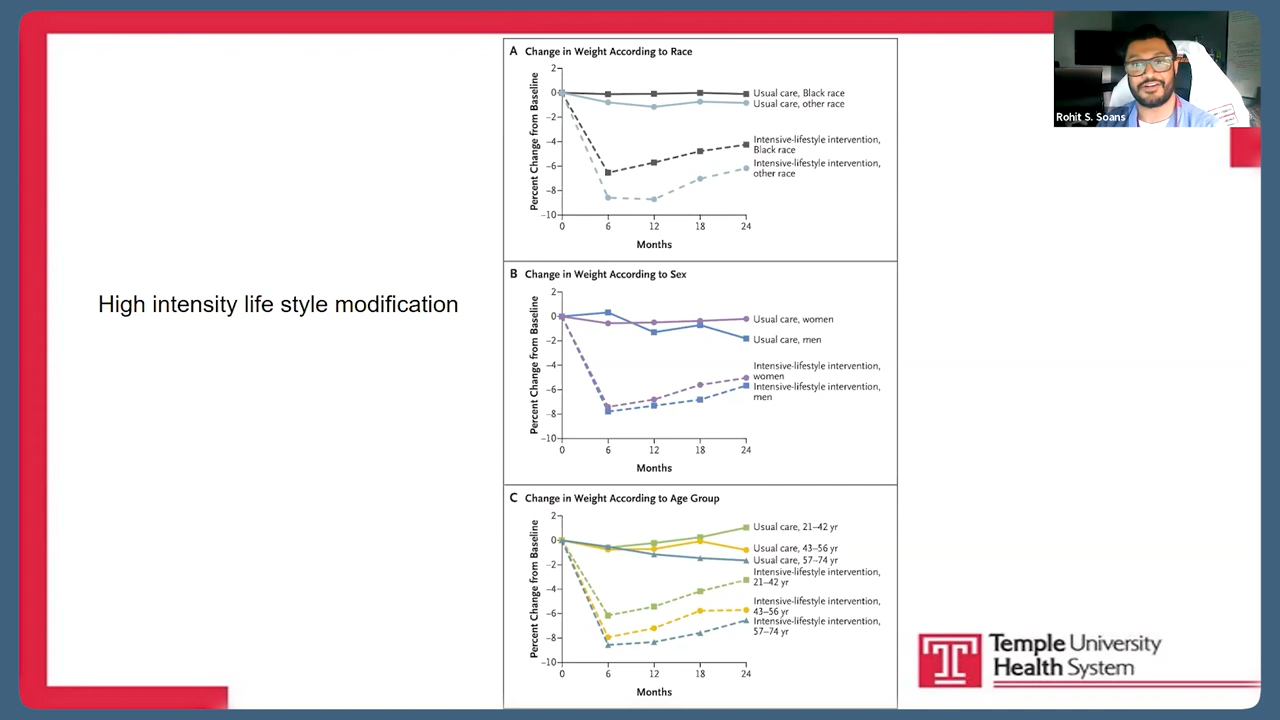 Rohit S. Soans
High intensity life style modification
A Change in Weight According to Race
Percent Change from Baseline
2
0
−2
−4
−6
−8
−10
0 6 12 18 24
Months
Usual care, Black race
Usual care, other race
Intensive-lifestyle intervention,
Black race
Intensive-lifestyle intervention,
other race
B Change in Weight According to Sex
Percent Change from Baseline
2
0
−2
−4
−6
−8
−10
0 6 12 18 24
Months
Usual care, women
Usual care, men
Intensive-lifestyle intervention,
women
Intensive-lifestyle intervention,
men
C Change in Weight According to Age Group
Percent Change from Baseline
2
0
−2
−4
−6
−8
−10
0 6 12 18 24
Months
Usual care, 21–42 yr
Usual care, 43–56 yr
Usual care, 57–74 yr
Intensive-lifestyle intervention,
21–42 yr
Intensive-lifestyle intervention,
43–56 yr
Intensive-lifestyle intervention,
57–74 yr
T
Temple University
Health System